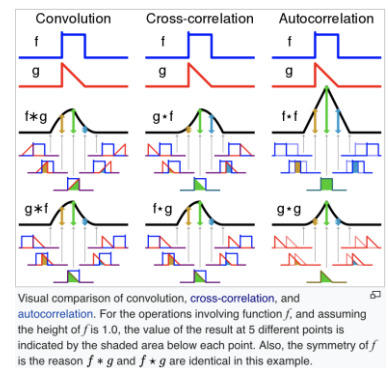 Convolution Cross-correlation Autocorrelation
f f f
g g g
f∗g g⋆f f⋆f
g∗f f⋆g g⋆g
Visual comparison of convolution, cross-correlation, and
autocorrelation. For the operations involving function f, and assuming
the height of f is 1.0, the value of the result at 5 different points is
indicated by the shaded area below each point. Also, the symmetry of f
is the reason f ∗ g and f ⋆ g are identical in this example.